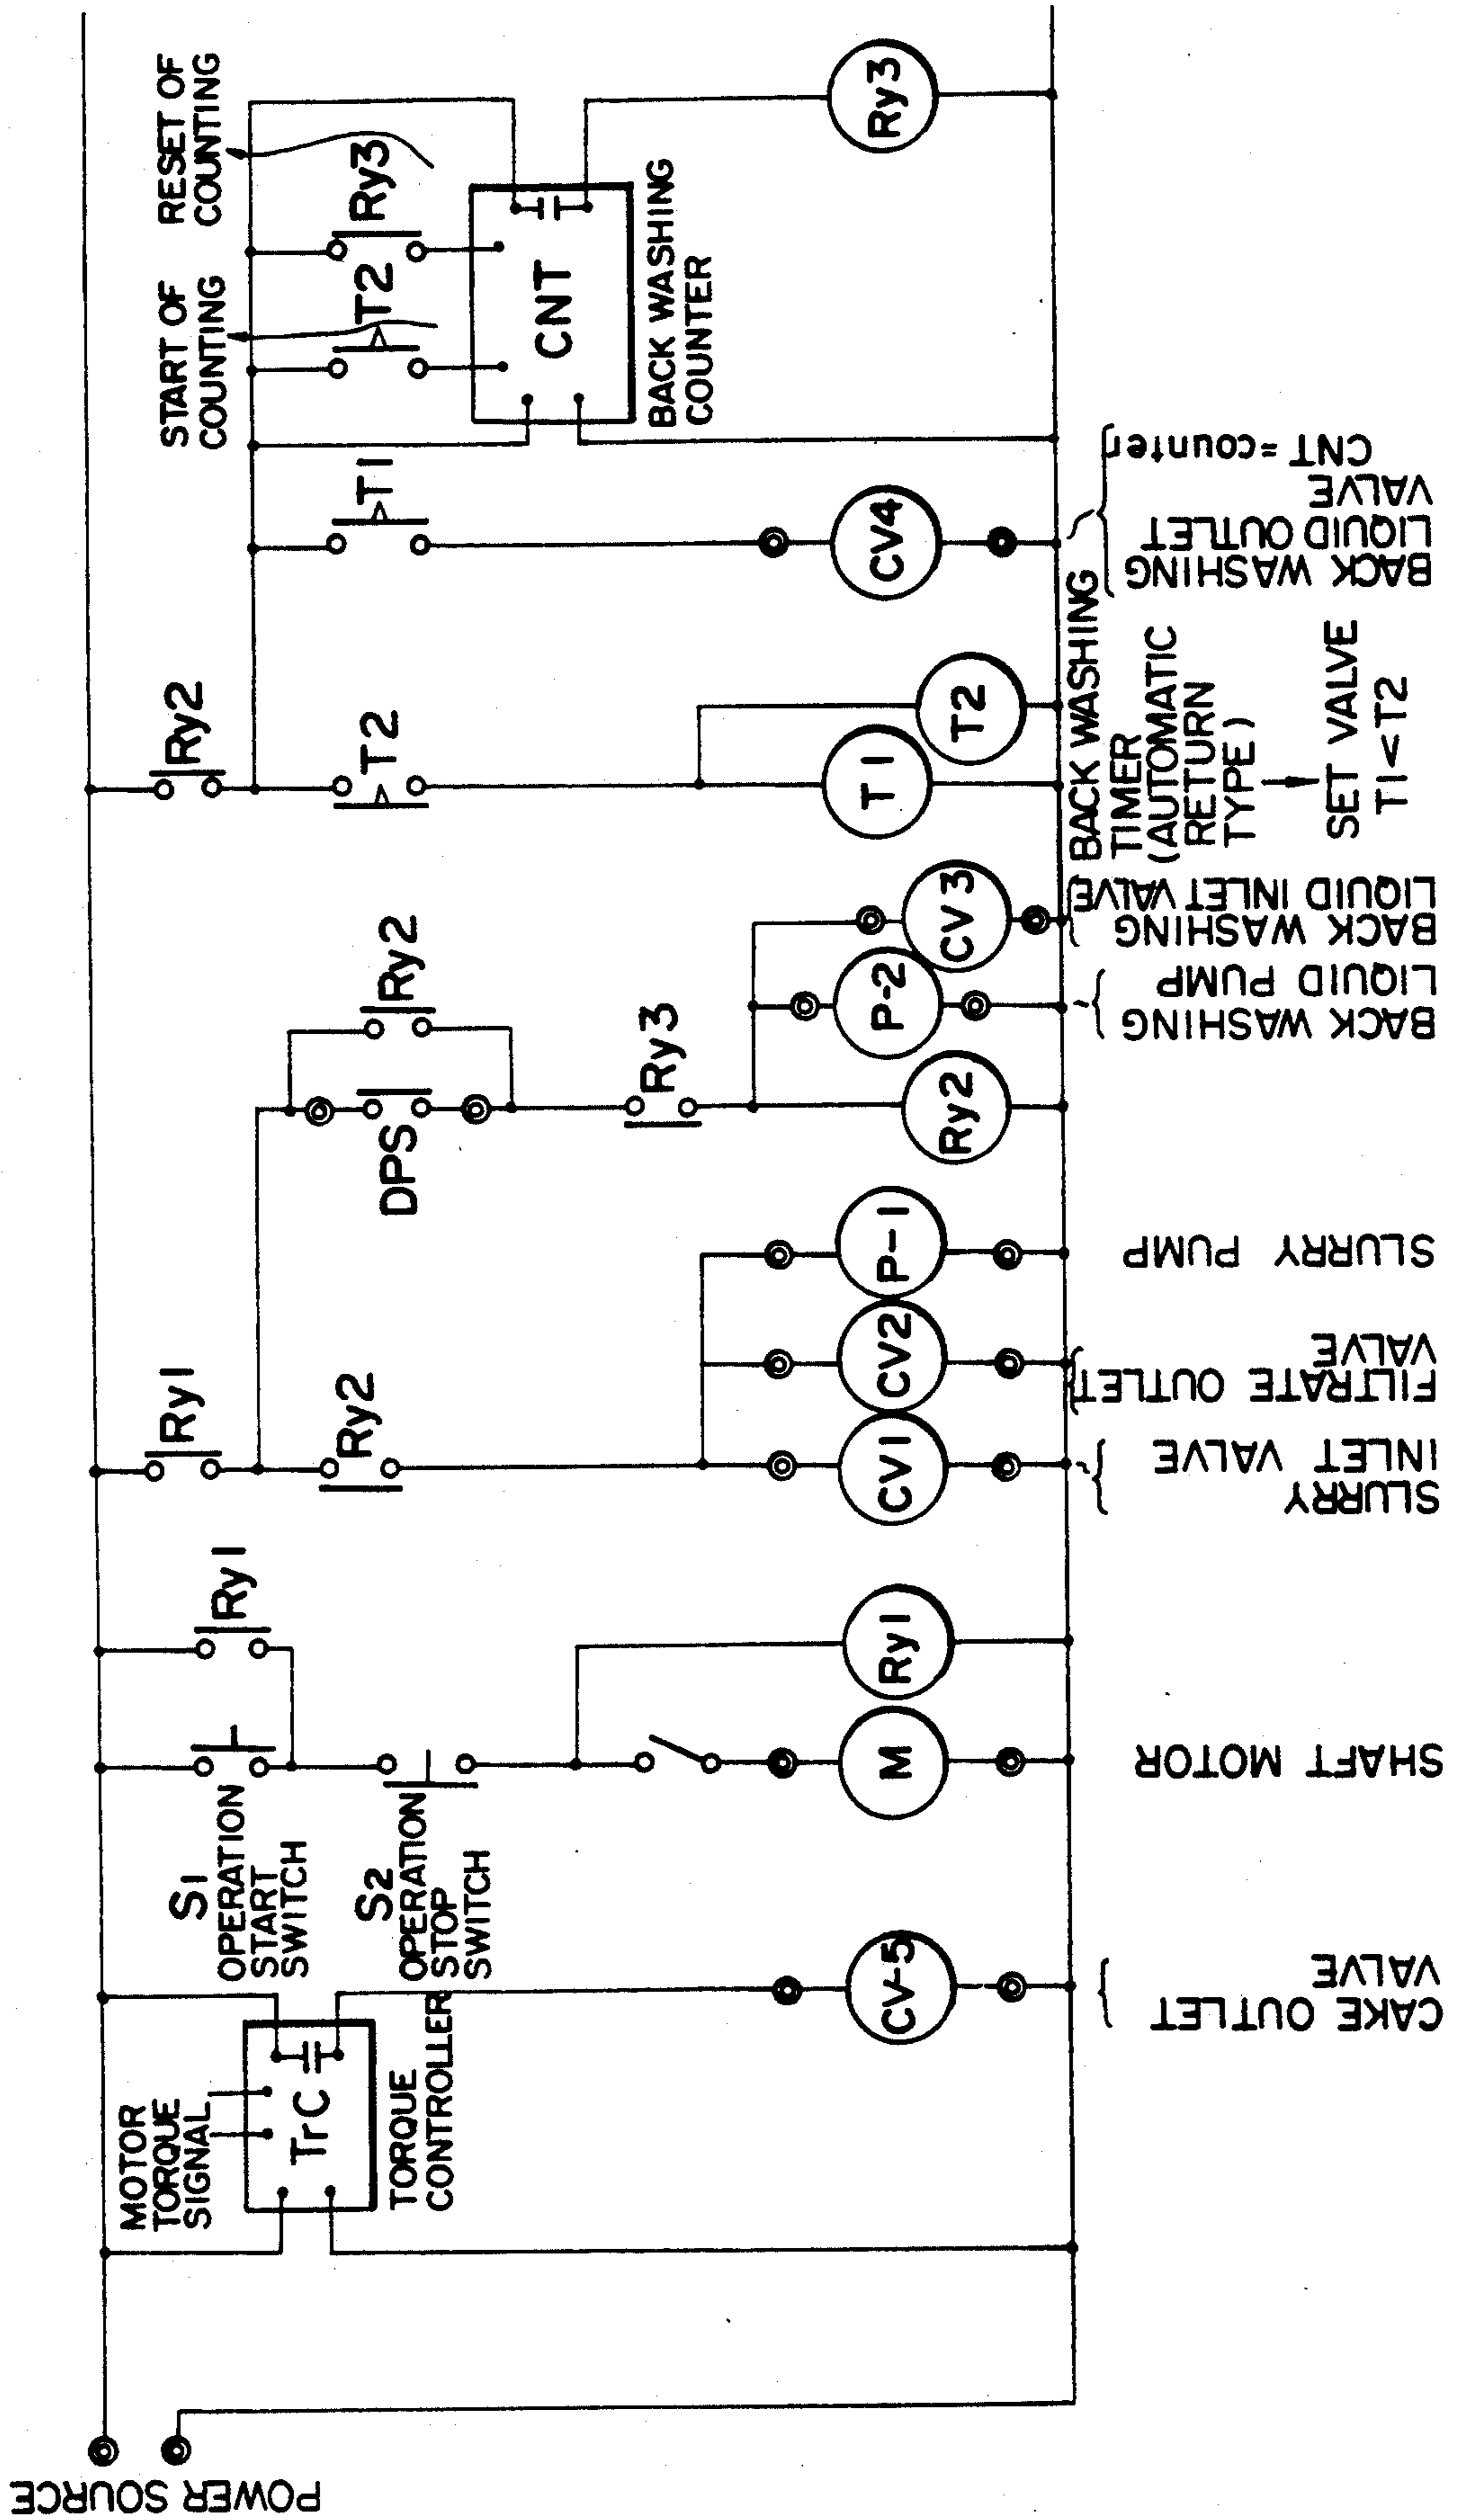 POWER SOURCE
MOTOR
TORQUE
SIGNAL
TrC
TORQUE
CONTROLLER
CV-5
CAKE OUTLET
VALVE
S1
OPERATION
START
SWITCH
S2
OPERATION
STOP
SWITCH
Ry1
M
Ry1
SHAFT MOTOR
Ry1
Ry2
CV1
CV2
P-1
SLURRY
INLET VALVE
FILTRATE OUTLET
VALVE
SLURRY PUMP
DPS
Ry2
Ry3
Ry2
P-2
CV3
BACK WASHING
LIQUID PUMP
BACK WASHING
LIQUID INLET VALVE
Ry2
T2
T1
T2
BACK WASHING
TIMER
(AUTOMATIC
RETURN
TYPE)
SET VALVE
T1<T2
T1
CV4
BACK WASHING
LIQUID OUTLET
VALVE
CNT=counter
START OF
COUNTING
RESET OF
COUNTING
T2
Ry3
CNT
BACK WASHING
COUNTER
Ry3